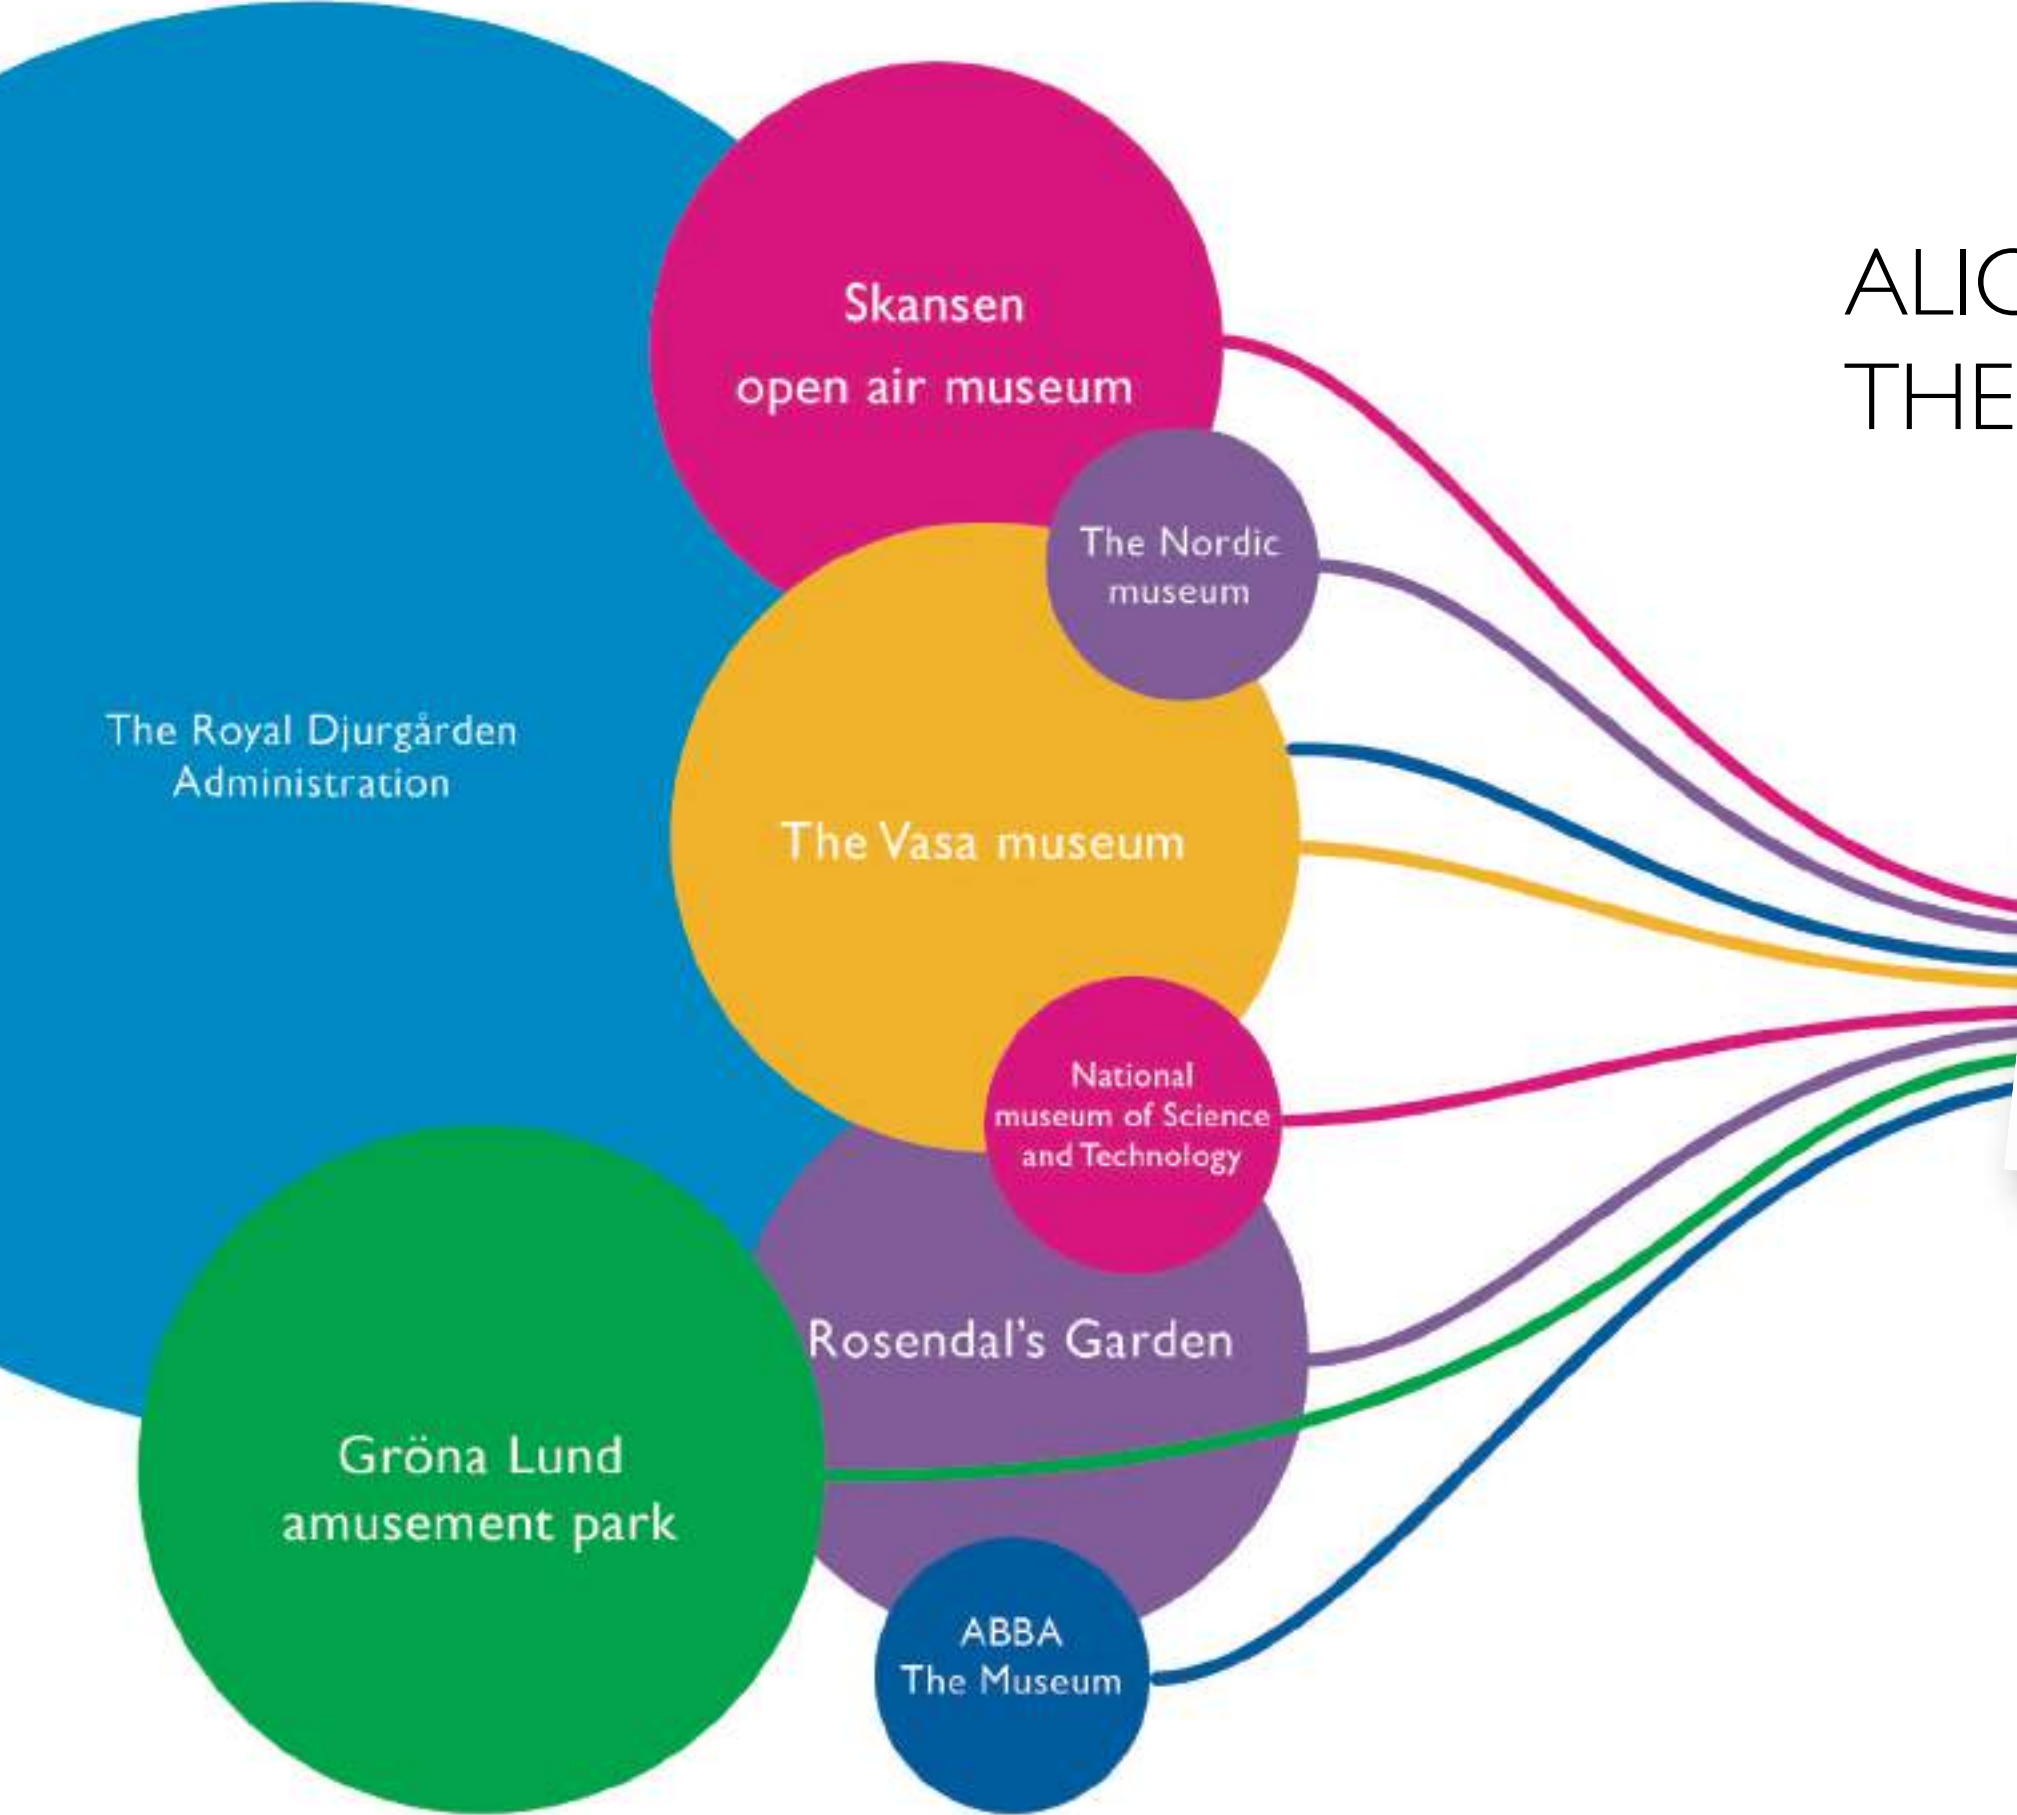 Skansen
open air museum
The Nordic
museum
The Royal Djurgården
Administration
The Vasa museum
National
museum of Science
and Technology
Rosendal's Garden
Gröna Lund
amusement park
ABBA
The Museum
THE